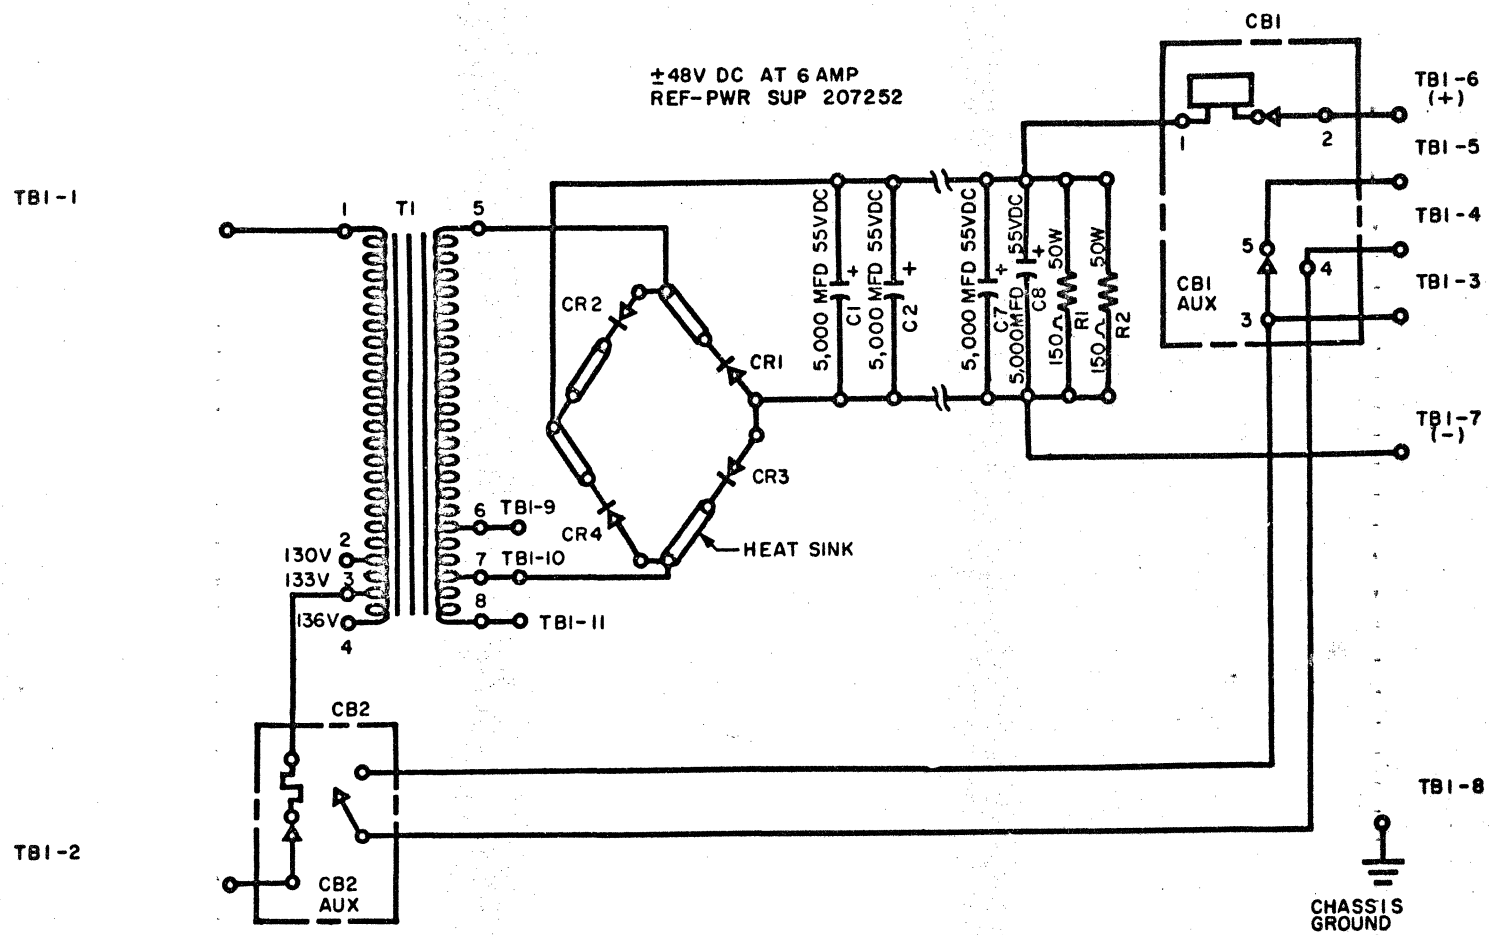 CB1
±48V DC AT 6 AMP
REF-PWR SUP 207252
TB1-6
(+)
1
2
TB1-5
TB1-1
1
T1
5
TB1-4
5
4
CB1
AUX
3
TB1-3
5,000 MFD 55VDC
+
C1
5,000 MFD 55VDC
+
C2
5,000 MFD 55VDC
+
C7
5,000MFD 55VDC
+
C8
150Ω 50W
R1
150Ω 50W
R2
CR2
CR1
TB1-7
(-)
CR3
CR4
HEAT SINK
6 TB1-9
7 TB1-10
8 TB1-11
2
130V
133V 3
136V
4
CB2
TB1-8
TB1-2
CB2
AUX
CHASSIS
GROUND